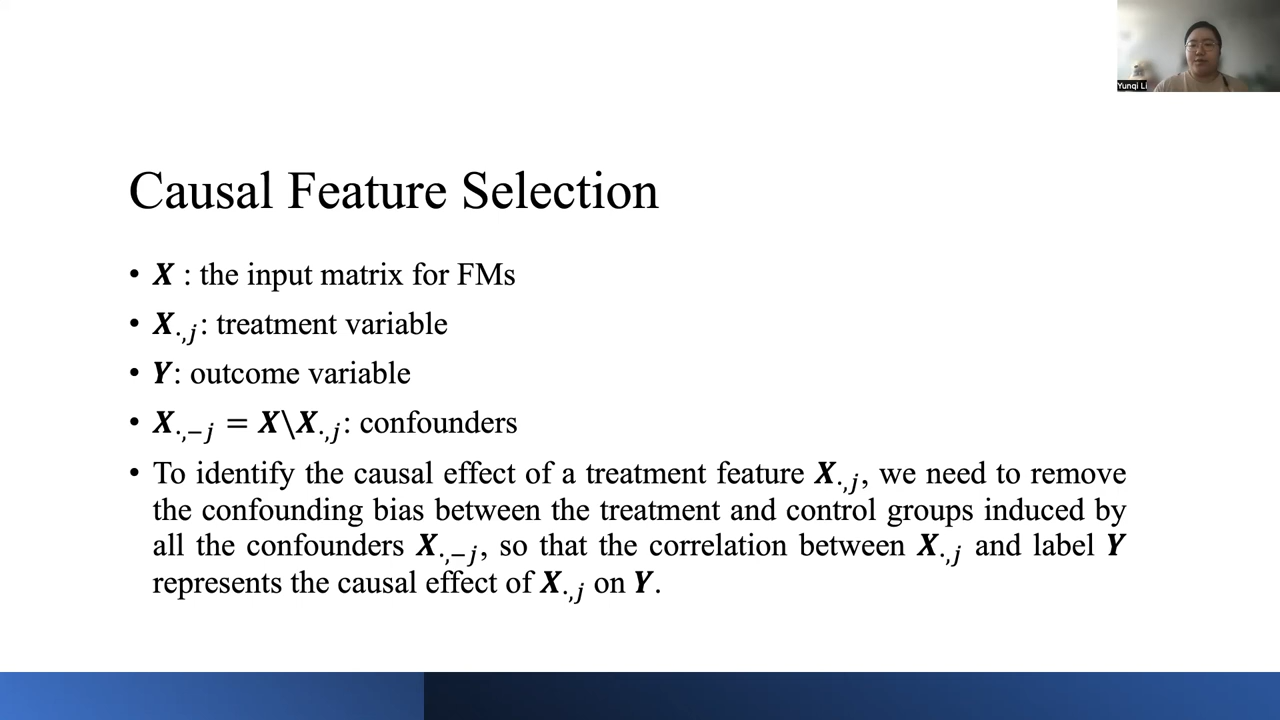 Yunqi Li
Causal Feature Selection
• X : the input matrix for FMs
• X·,j: treatment variable
• Y: outcome variable
• X·,−j = X\X·,j: confounders
• To identify the causal effect of a treatment feature X·,j, we need to remove
the confounding bias between the treatment and control groups induced by
all the confounders X·,−j, so that the correlation between X·,j and label Y
represents the causal effect of X·,j on Y.